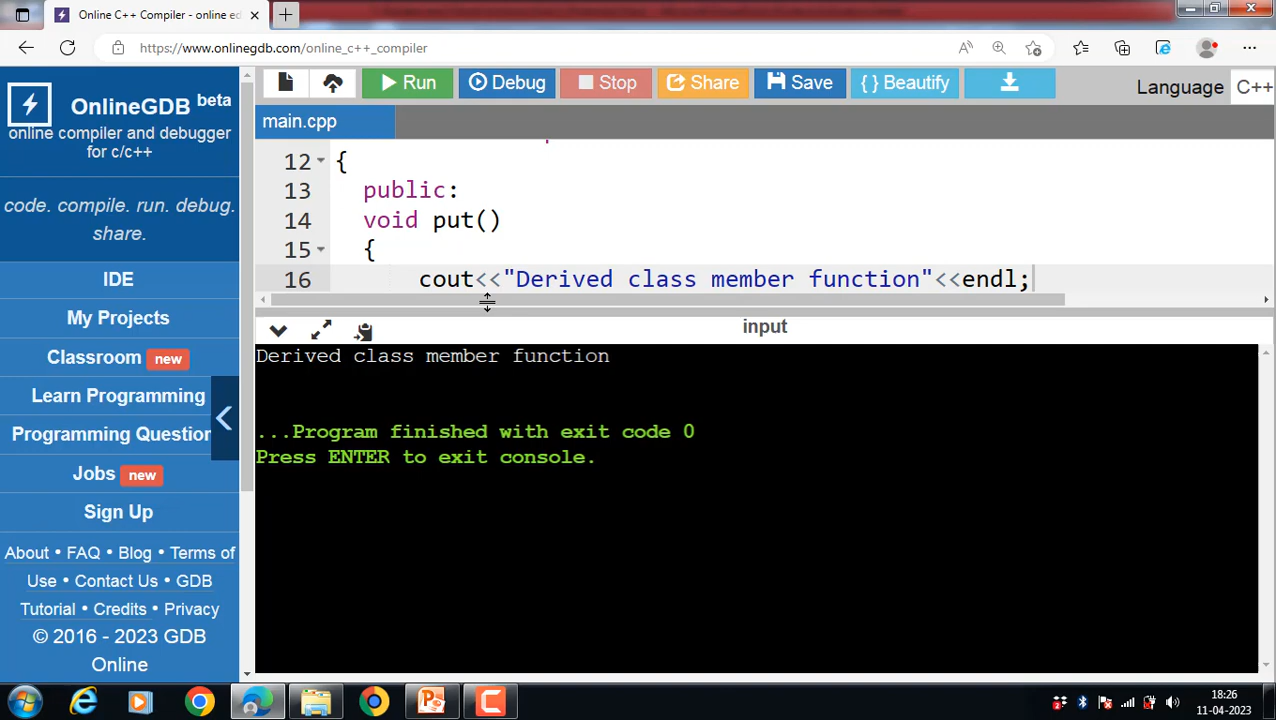 Online C++ Compiler - online ed
https://www.onlinegdb.com/online_c++_compiler
OnlineGDB beta
online compiler and debugger
for c/c++
code. compile. run. debug.
share.
IDE
My Projects
Classroom new
Learn Programming
Programming Question
Jobs new
Sign Up
About • FAQ • Blog • Terms of
Use • Contact Us • GDB
Tutorial • Credits • Privacy
© 2016 - 2023 GDB
Online
Run Debug Stop Share Save { } Beautify Language C++
main.cpp
12 {
13 public:
14 void put()
15 {
16 cout<<"Derived class member function"<<endl;
input
Derived class member function
...Program finished with exit code 0
Press ENTER to exit console.
18:26
11-04-2023